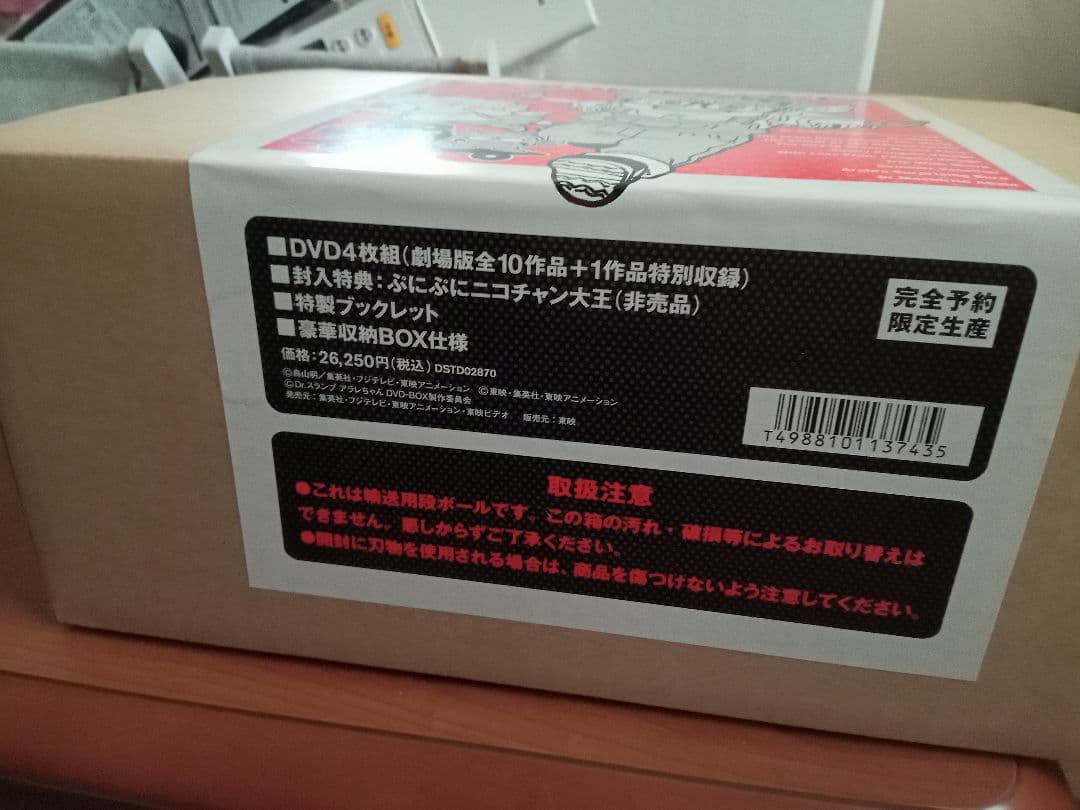 ■DVD4枚組(劇場版全10作品+1作品特別収録)
■封入特典:ぷにぷにニコチャン大王(非売品)
■特製ブックレット
■豪華収納BOX仕様
価格:26,250円(税込) DSTD02870
©鳥山明/集英社・フジテレビ・東映アニメーション ©東映・集英社・東映アニメーション
©Dr.スランプ アラレちゃん DVD-BOX製作委員会
発売元:集英社・フジテレビ・東映アニメーション・東映ビデオ 販売元:東映
完全予約
限定生産
T4988101137435
取扱注意
●これは輸送用段ボールです。この箱の汚れ・破損等によるお取り替えは
できません。悪しからずご了承ください。
●開封に刃物を使用される場合は、商品を傷つけないよう注意してください。